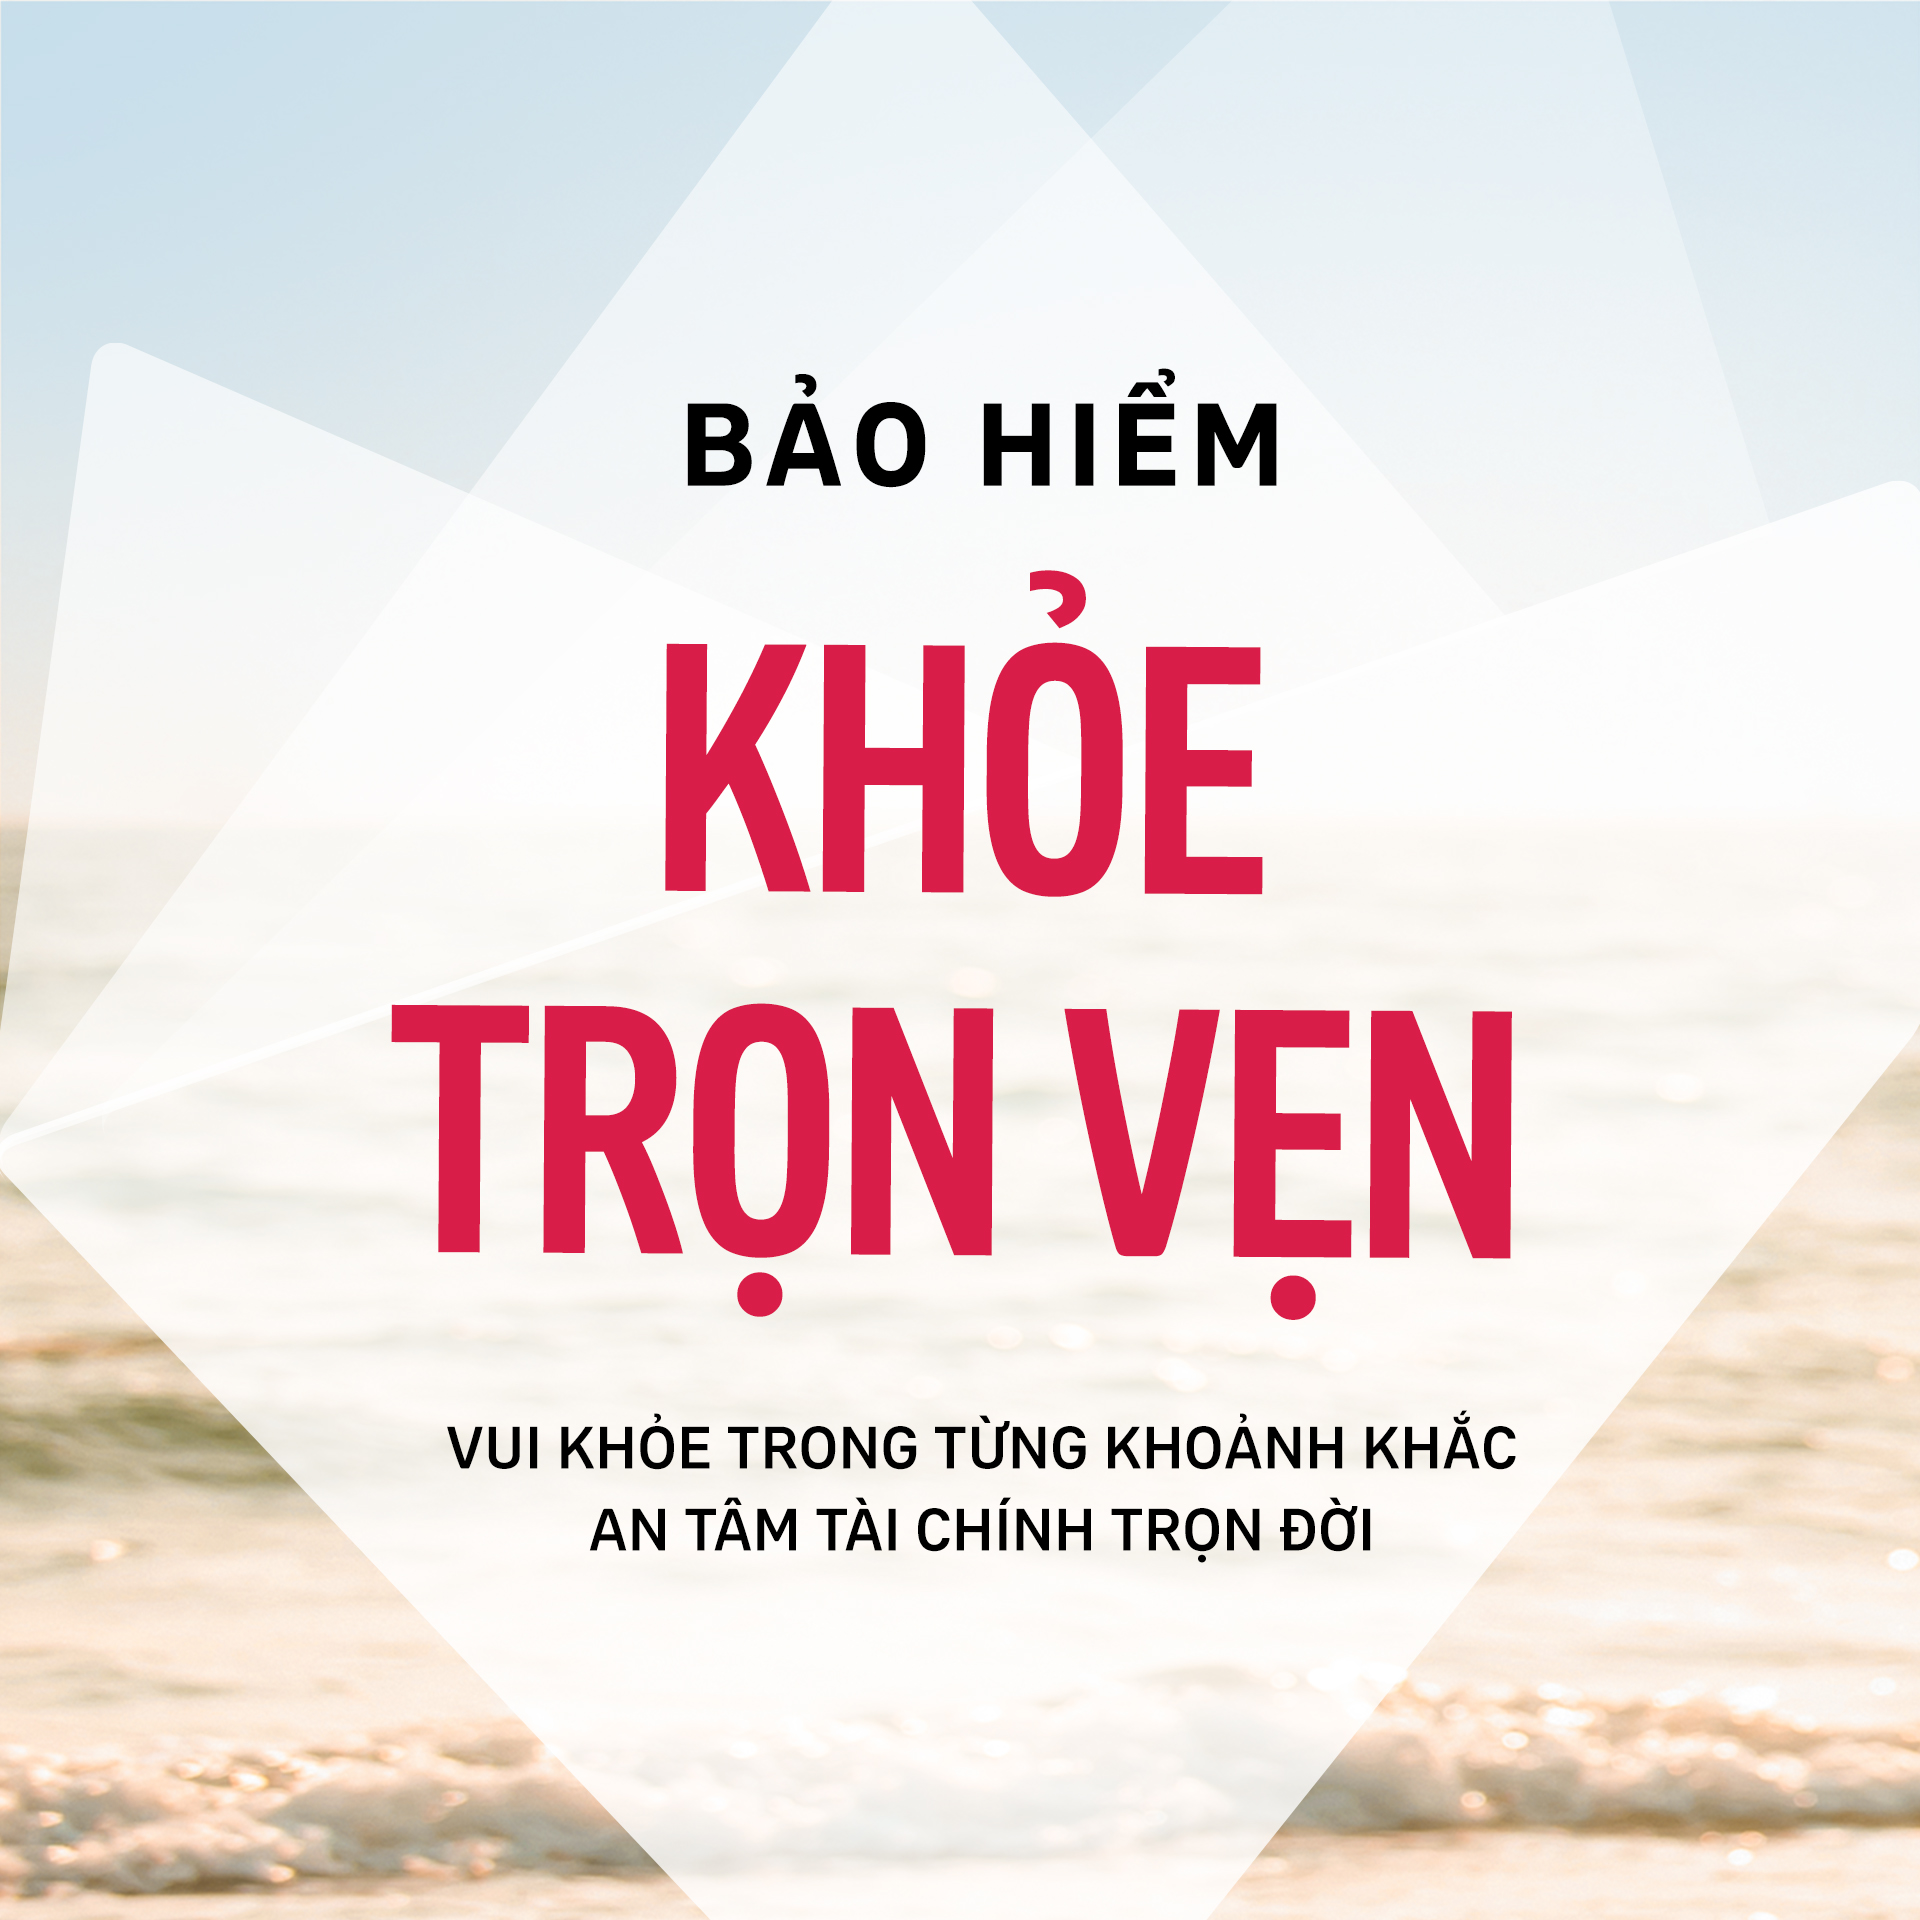 BẢO HIỂM
KHỎE
TRỌN VẸN
VUI KHỎE TRONG TỪNG KHOẢNH KHẮC
AN TÂM TÀI CHÍNH TRỌN ĐỜI